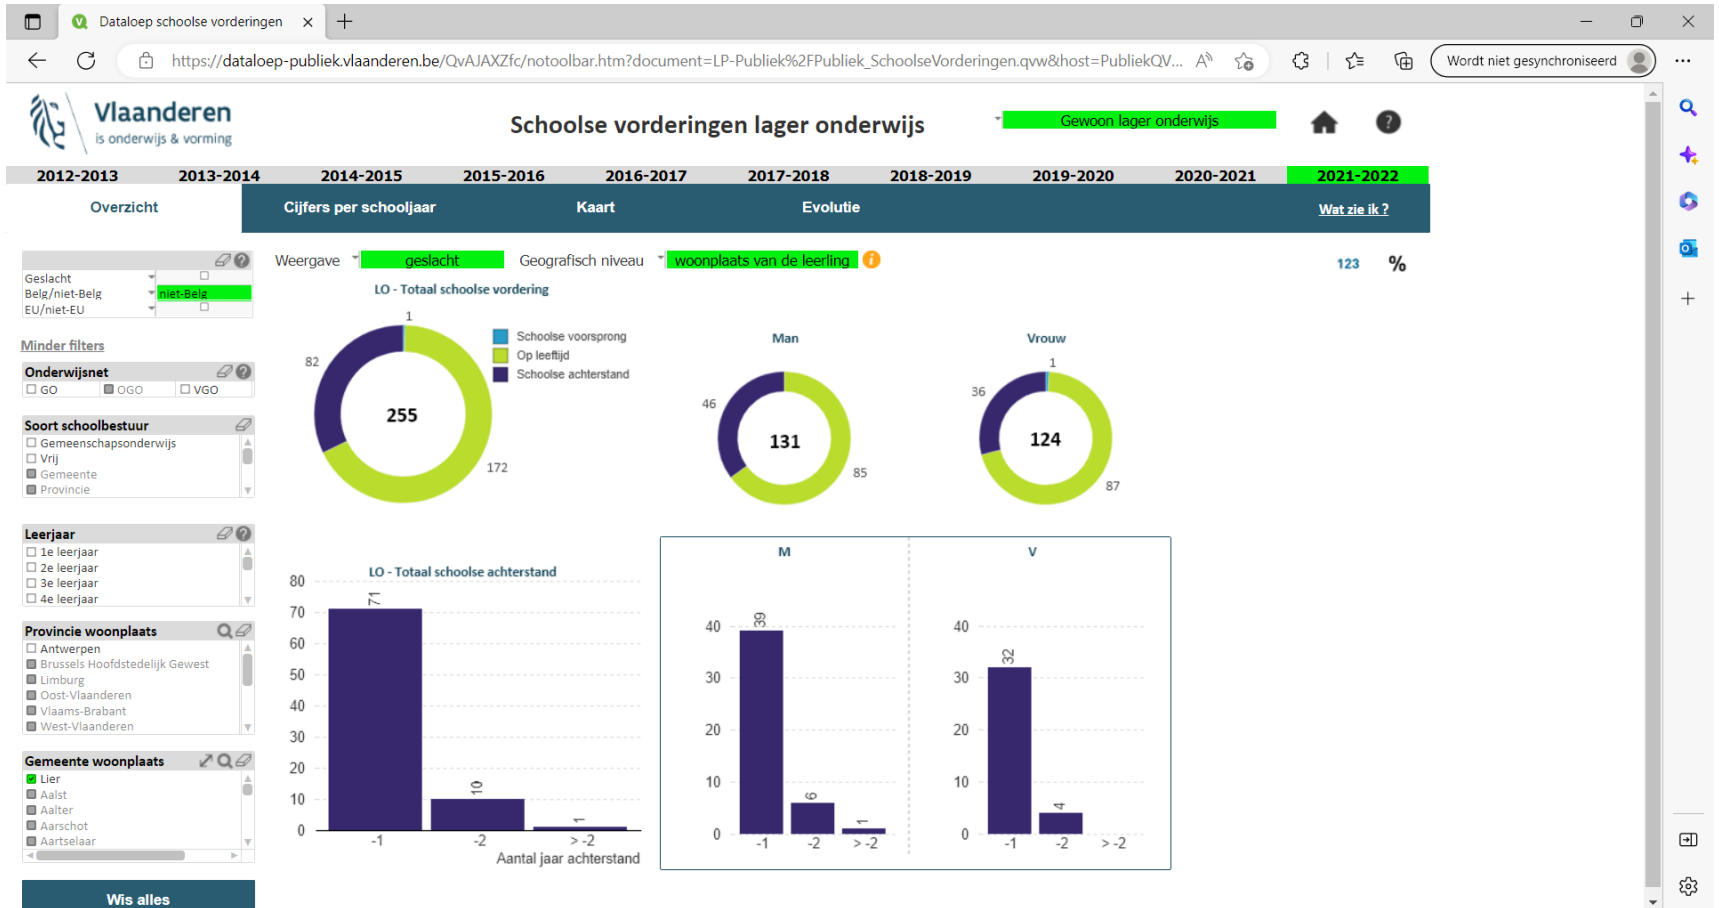 Dataloep schoolse vorderingen
https://dataloep-publiek.vlaanderen.be/QvAJAXZfc/notoolbar.htm?document=LP-Publiek%2FPubliek_SchoolseVorderingen.qvw&host=PubliekQV...
Wordt niet gesynchroniseerd
Vlaanderen
is onderwijs & vorming
Schoolse vorderingen lager onderwijs
Gewoon lager onderwijs
2012-2013 2013-2014 2014-2015 2015-2016 2016-2017 2017-2018 2018-2019 2019-2020 2020-2021 2021-2022
Overzicht Cijfers per schooljaar Kaart Evolutie Wat zie ik ?
Geslacht
Belg/niet-Belg niet-Belg
EU/niet-EU
Minder filters
Onderwijsnet
GO OGO VGO
Soort schoolbestuur
Gemeenschapsonderwijs
Vrij
Gemeente
Provincie
Leerjaar
1e leerjaar
2e leerjaar
3e leerjaar
4e leerjaar
Provincie woonplaats
Antwerpen
Brussels Hoofdstedelijk Gewest
Limburg
Oost-Vlaanderen
Vlaams-Brabant
West-Vlaanderen
Gemeente woonplaats
Lier
Aalst
Aalter
Aarschot
Aartselaar
Wis alles
Weergave geslacht Geografisch niveau woonplaats van de leerling i
123 %
LO - Totaal schoolse vordering
1
82
255
172
Schoolse voorsprong
Op leeftijd
Schoolse achterstand
Man
46
131
85
Vrouw
1
36
124
87
LO - Totaal schoolse achterstand
80
70
60
50
40
30
20
10
0
71
10
1
-1 -2 > -2
Aantal jaar achterstand
M
40
30
20
10
0
39
6
1
-1 -2 > -2
V
40
30
20
10
0
32
4
-1 -2 > -2